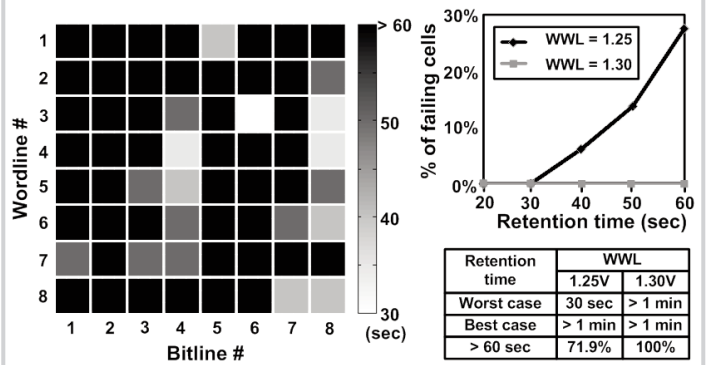 Wordline #
1
2
3
4
5
6
7
8
1 2 3 4 5 6 7 8
Bitline #
> 60
50
40
30
(sec)
% of failing cells
30%
20%
10%
0%
WWL = 1.25
WWL = 1.30
20 30 40 50 60
Retention time (sec)
Retention time WWL
1.25V 1.30V
Worst case 30 sec > 1 min
Best case > 1 min > 1 min
> 60 sec 71.9% 100%